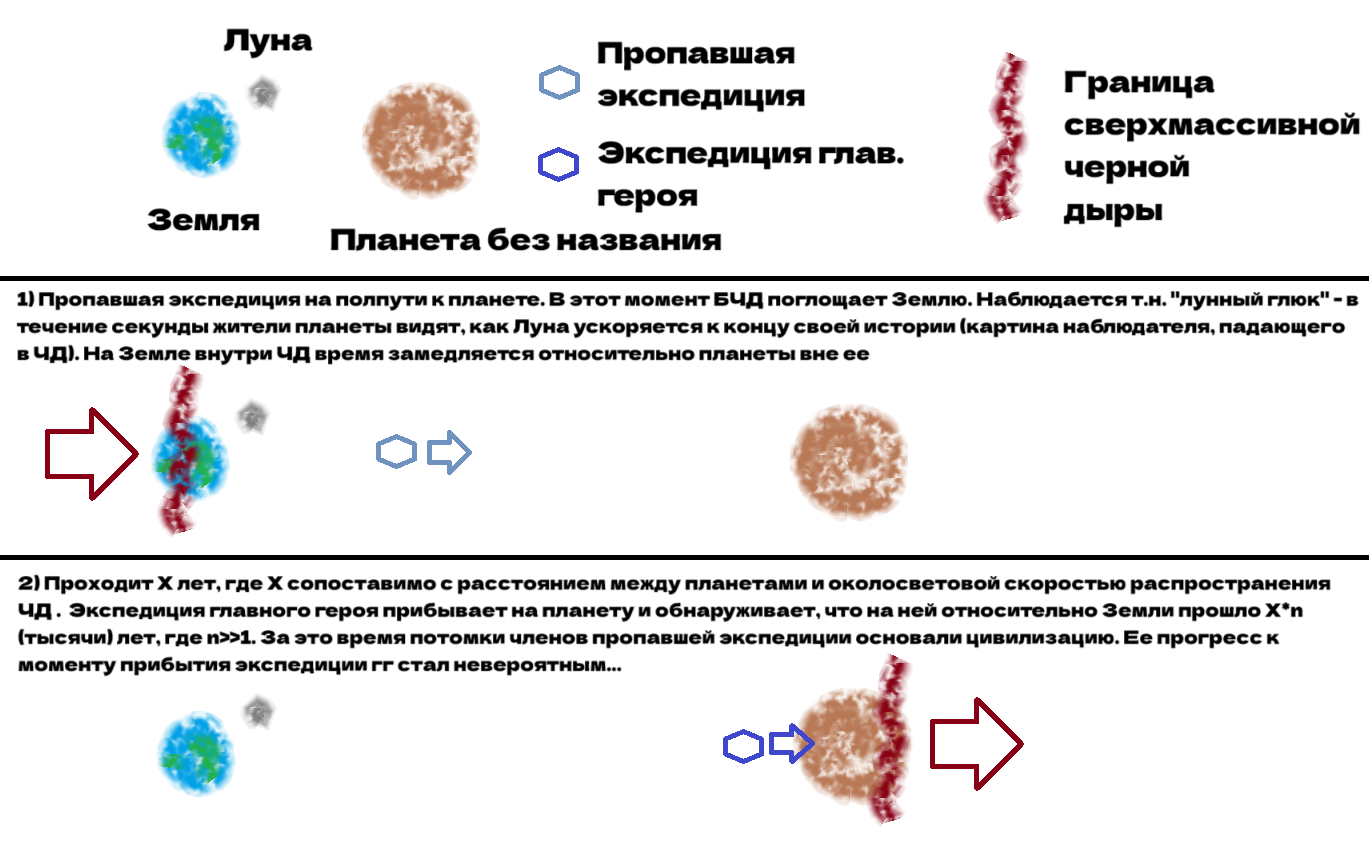 Луна
Земля
Планета без названия
Пропавшая
экспедиция
Экспедиция глав.
героя
Граница
сверхмассивной
черной
дыры
1) Пропавшая экспедиция на полпути к планете. В этот момент БЧД поглощает Землю. Наблюдается т.н. "лунный глюк" - в
течение секунды жители планеты видят, как Луна ускоряется к концу своей истории (картина наблюдателя, падающего
в ЧД). На Земле внутри ЧД время замедляется относительно планеты вне ее
2) Проходит X лет, где X сопоставимо с расстоянием между планетами и околосветовой скоростью распространения
ЧД . Экспедиция главного героя прибывает на планету и обнаруживает, что на ней относительно Земли прошло X*n
(тысячи) лет, где n>>1. За это время потомки членов пропавшей экспедиции основали цивилизацию. Ее прогресс к
моменту прибытия экспедиции гг стал невероятным...